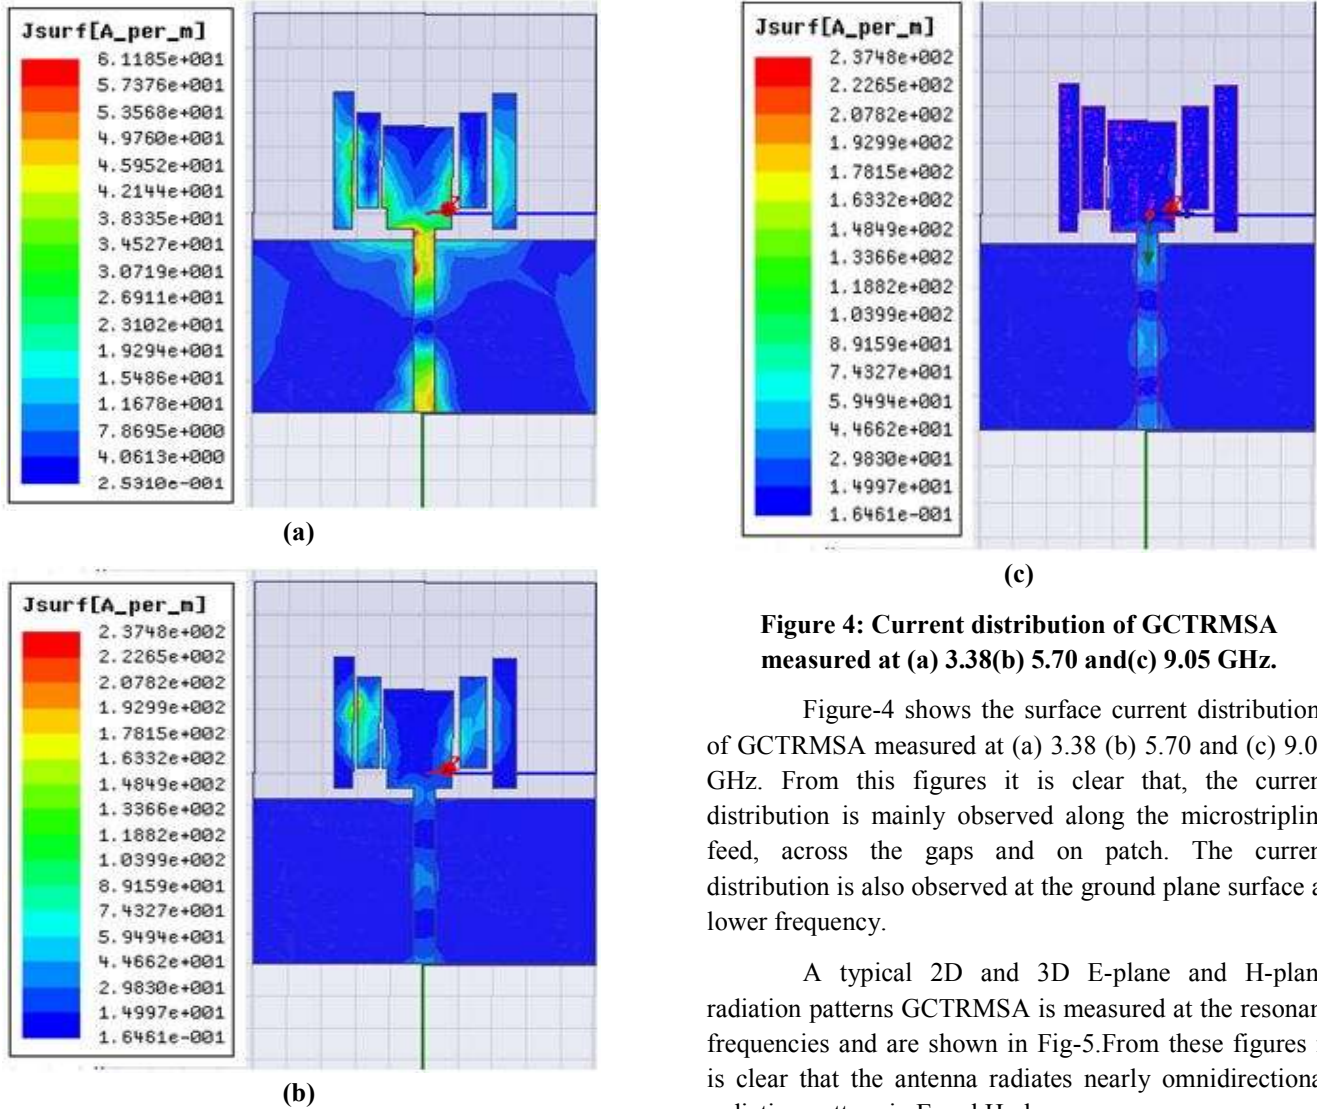 Jsurf[A_per_m]
6.1185e+001
5.7376e+001
5.3568e+001
4.9760e+001
4.5952e+001
4.2144e+001
3.8335e+001
3.4527e+001
3.0719e+001
2.6911e+001
2.3102e+001
1.9294e+001
1.5486e+001
1.1678e+001
7.8695e+000
4.0613e+000
2.5310e-001
(a)
Jsurf[A_per_m]
2.3748e+002
2.2265e+002
2.0782e+002
1.9299e+002
1.7815e+002
1.6332e+002
1.4849e+002
1.3366e+002
1.1882e+002
1.0399e+002
8.9159e+001
7.4327e+001
5.9494e+001
4.4662e+001
2.9830e+001
1.4997e+001
1.6461e-001
(b)
Jsurf[A_per_m]
2.3748e+002
2.2265e+002
2.0782e+002
1.9299e+002
1.7815e+002
1.6332e+002
1.4849e+002
1.3366e+002
1.1882e+002
1.0399e+002
8.9159e+001
7.4327e+001
5.9494e+001
4.4662e+001
2.9830e+001
1.4997e+001
1.6461e-001
(c)
Figure 4: Current distribution of GCTRMSA
measured at (a) 3.38(b) 5.70 and(c) 9.05 GHz.
Figure-4 shows the surface current distribution
of GCTRMSA measured at (a) 3.38 (b) 5.70 and (c) 9.0
GHz. From this figures it is clear that, the curren
distribution is mainly observed along the microstriplin
feed, across the gaps and on patch. The curren
distribution is also observed at the ground plane surface a
lower frequency.
A typical 2D and 3D E-plane and H-plan
radiation patterns GCTRMSA is measured at the resonan
frequencies and are shown in Fig-5.From these figures i
is clear that the antenna radiates nearly omnidirectiona